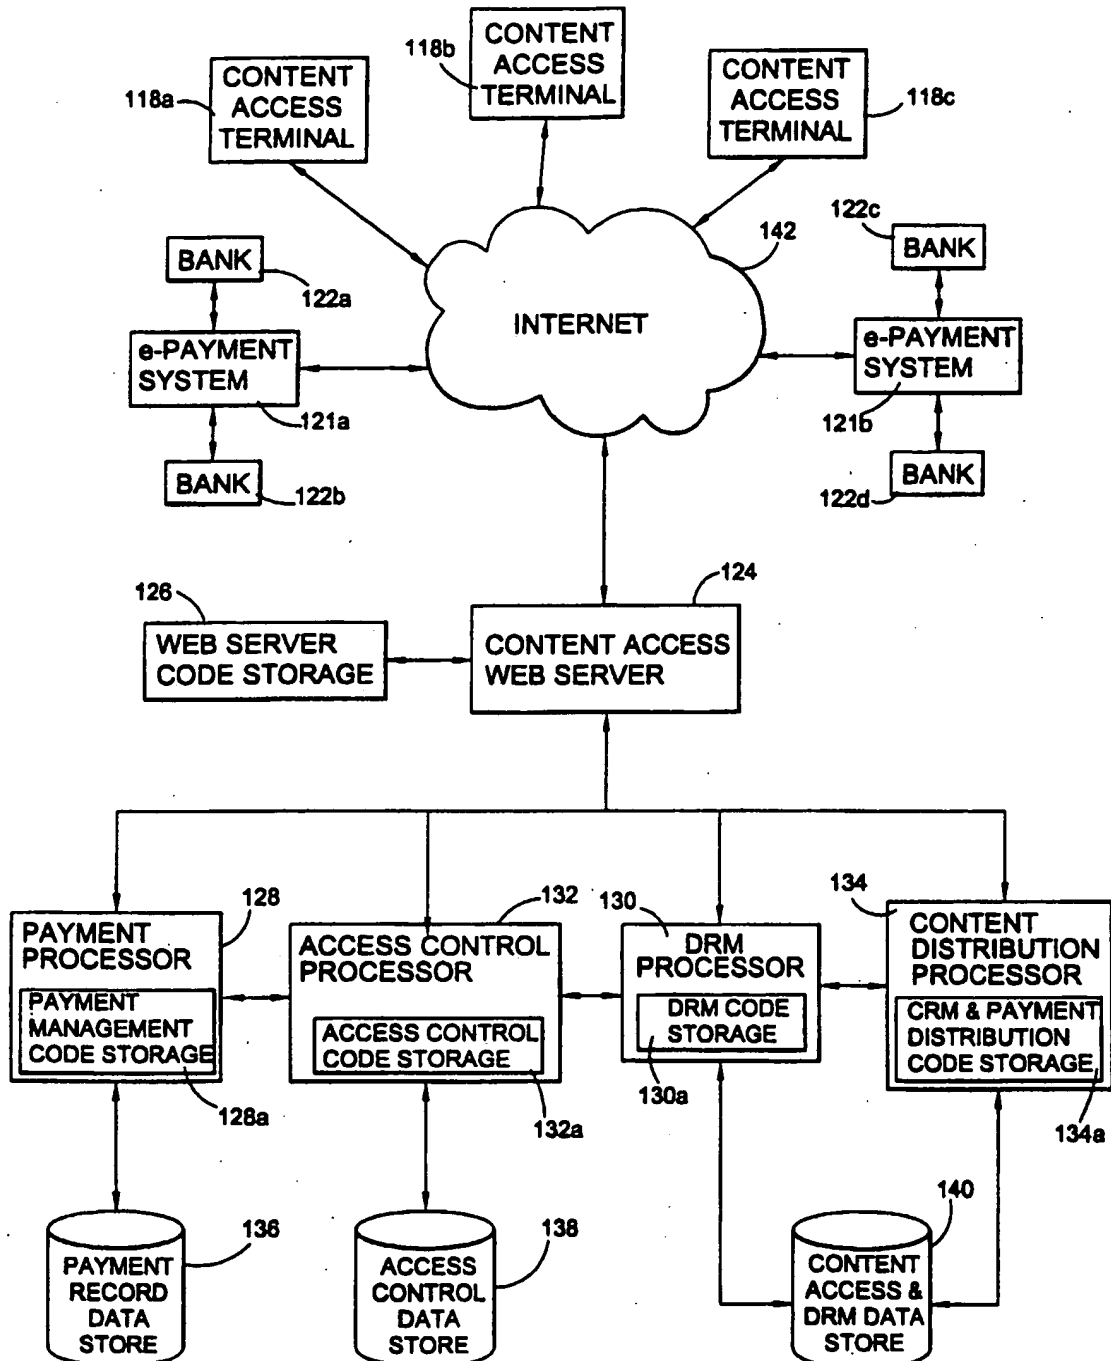 118a
CONTENT
ACCESS
TERMINAL
118b
CONTENT
ACCESS
TERMINAL
CONTENT
ACCESS
TERMINAL
118c
BANK
122a
142
122c
BANK
INTERNET
e-PAYMENT
SYSTEM
121a
e-PAYMENT
SYSTEM
121b
BANK
122b
BANK
122d
126
WEB SERVER
CODE STORAGE
124
CONTENT ACCESS
WEB SERVER
128
PAYMENT
PROCESSOR
PAYMENT
MANAGEMENT
CODE STORAGE
128a
132
ACCESS CONTROL
PROCESSOR
ACCESS CONTROL
CODE STORAGE
132a
130
DRM
PROCESSOR
DRM CODE
STORAGE
130a
134
CONTENT
DISTRIBUTION
PROCESSOR
CRM & PAYMENT
DISTRIBUTION
CODE STORAGE
134a
136
PAYMENT
RECORD
DATA
STORE
138
ACCESS
CONTROL
DATA
STORE
140
CONTENT
ACCESS &
DRM DATA
STORE